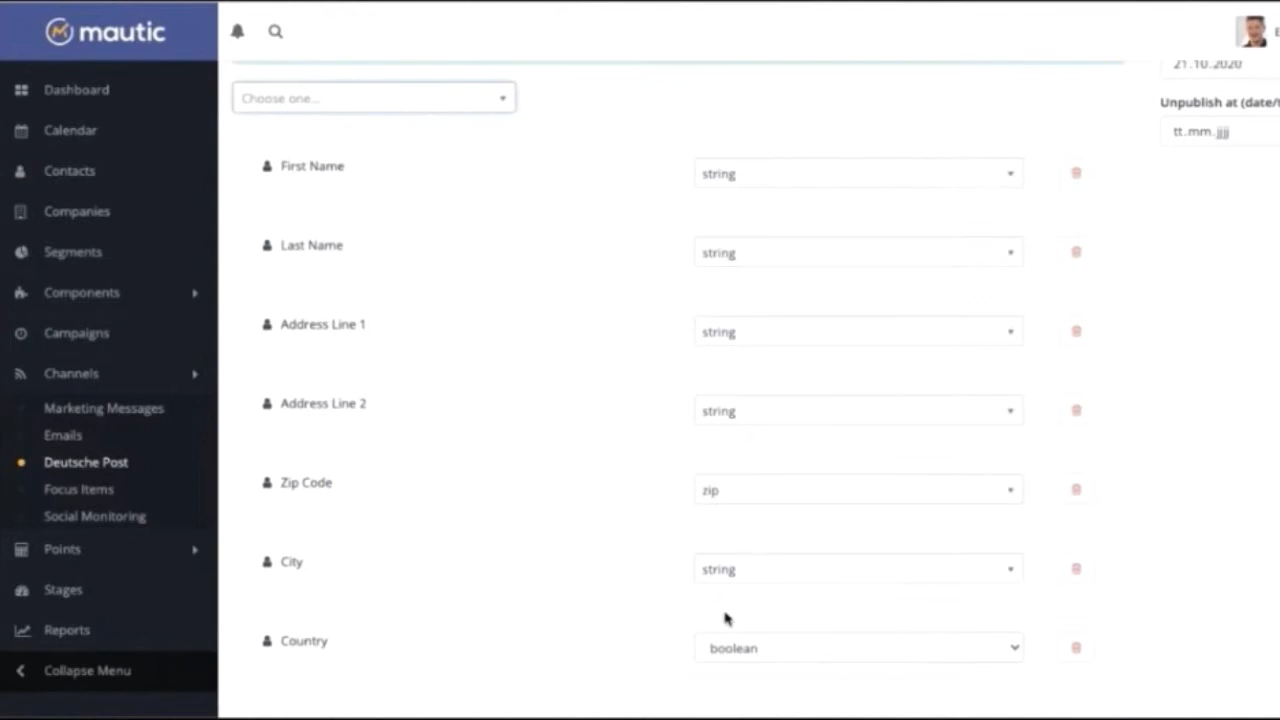 mautic
Dashboard
Calendar
Contacts
Companies
Segments
Components
Campaigns
Channels
Marketing Messages
Emails
Deutsche Post
Focus Items
Social Monitoring
Points
Stages
Reports
Collapse Menu
Choose one...
First Name
string
Last Name
string
Address Line 1
string
Address Line 2
string
Zip Code
zip
City
string
Country
boolean
21.10.2020
Unpublish at (date/t
tt.mm.jjjj